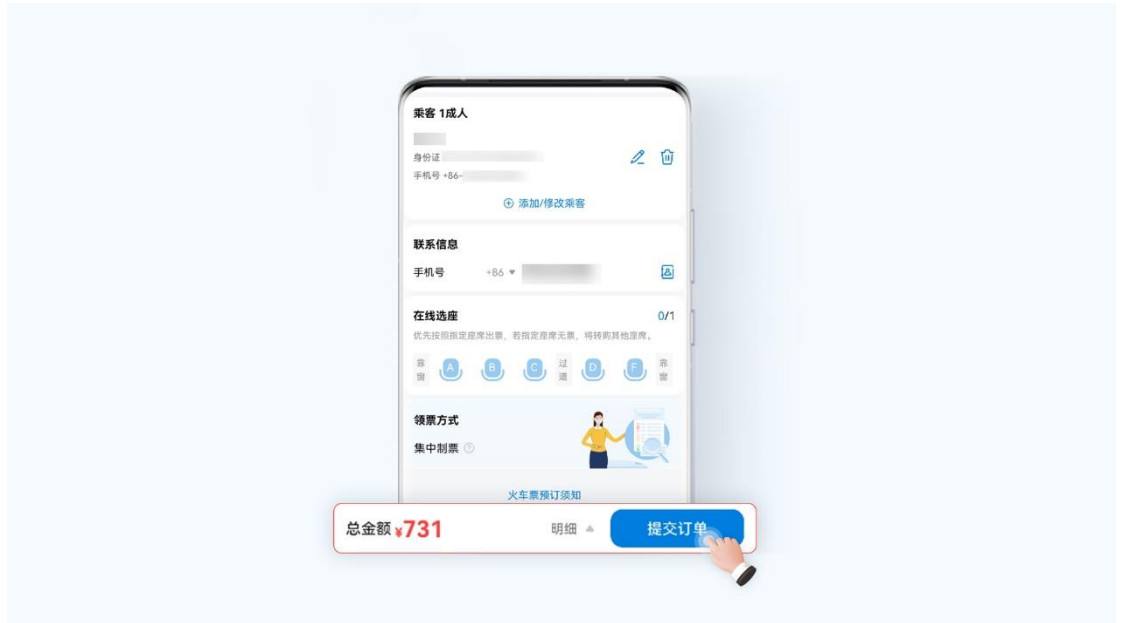 乘客 1成人
身份证
手机号 +86-
添加/修改乘客
联系信息
手机号 +86
在线选座 0/1
优先按照指定座席出票，若指定座席无票，将转购其他座席。
靠窗 A B C 过道 D F 靠窗
领票方式
集中制票 ?
火车票预订须知
总金额 ¥731 明细 提交订单